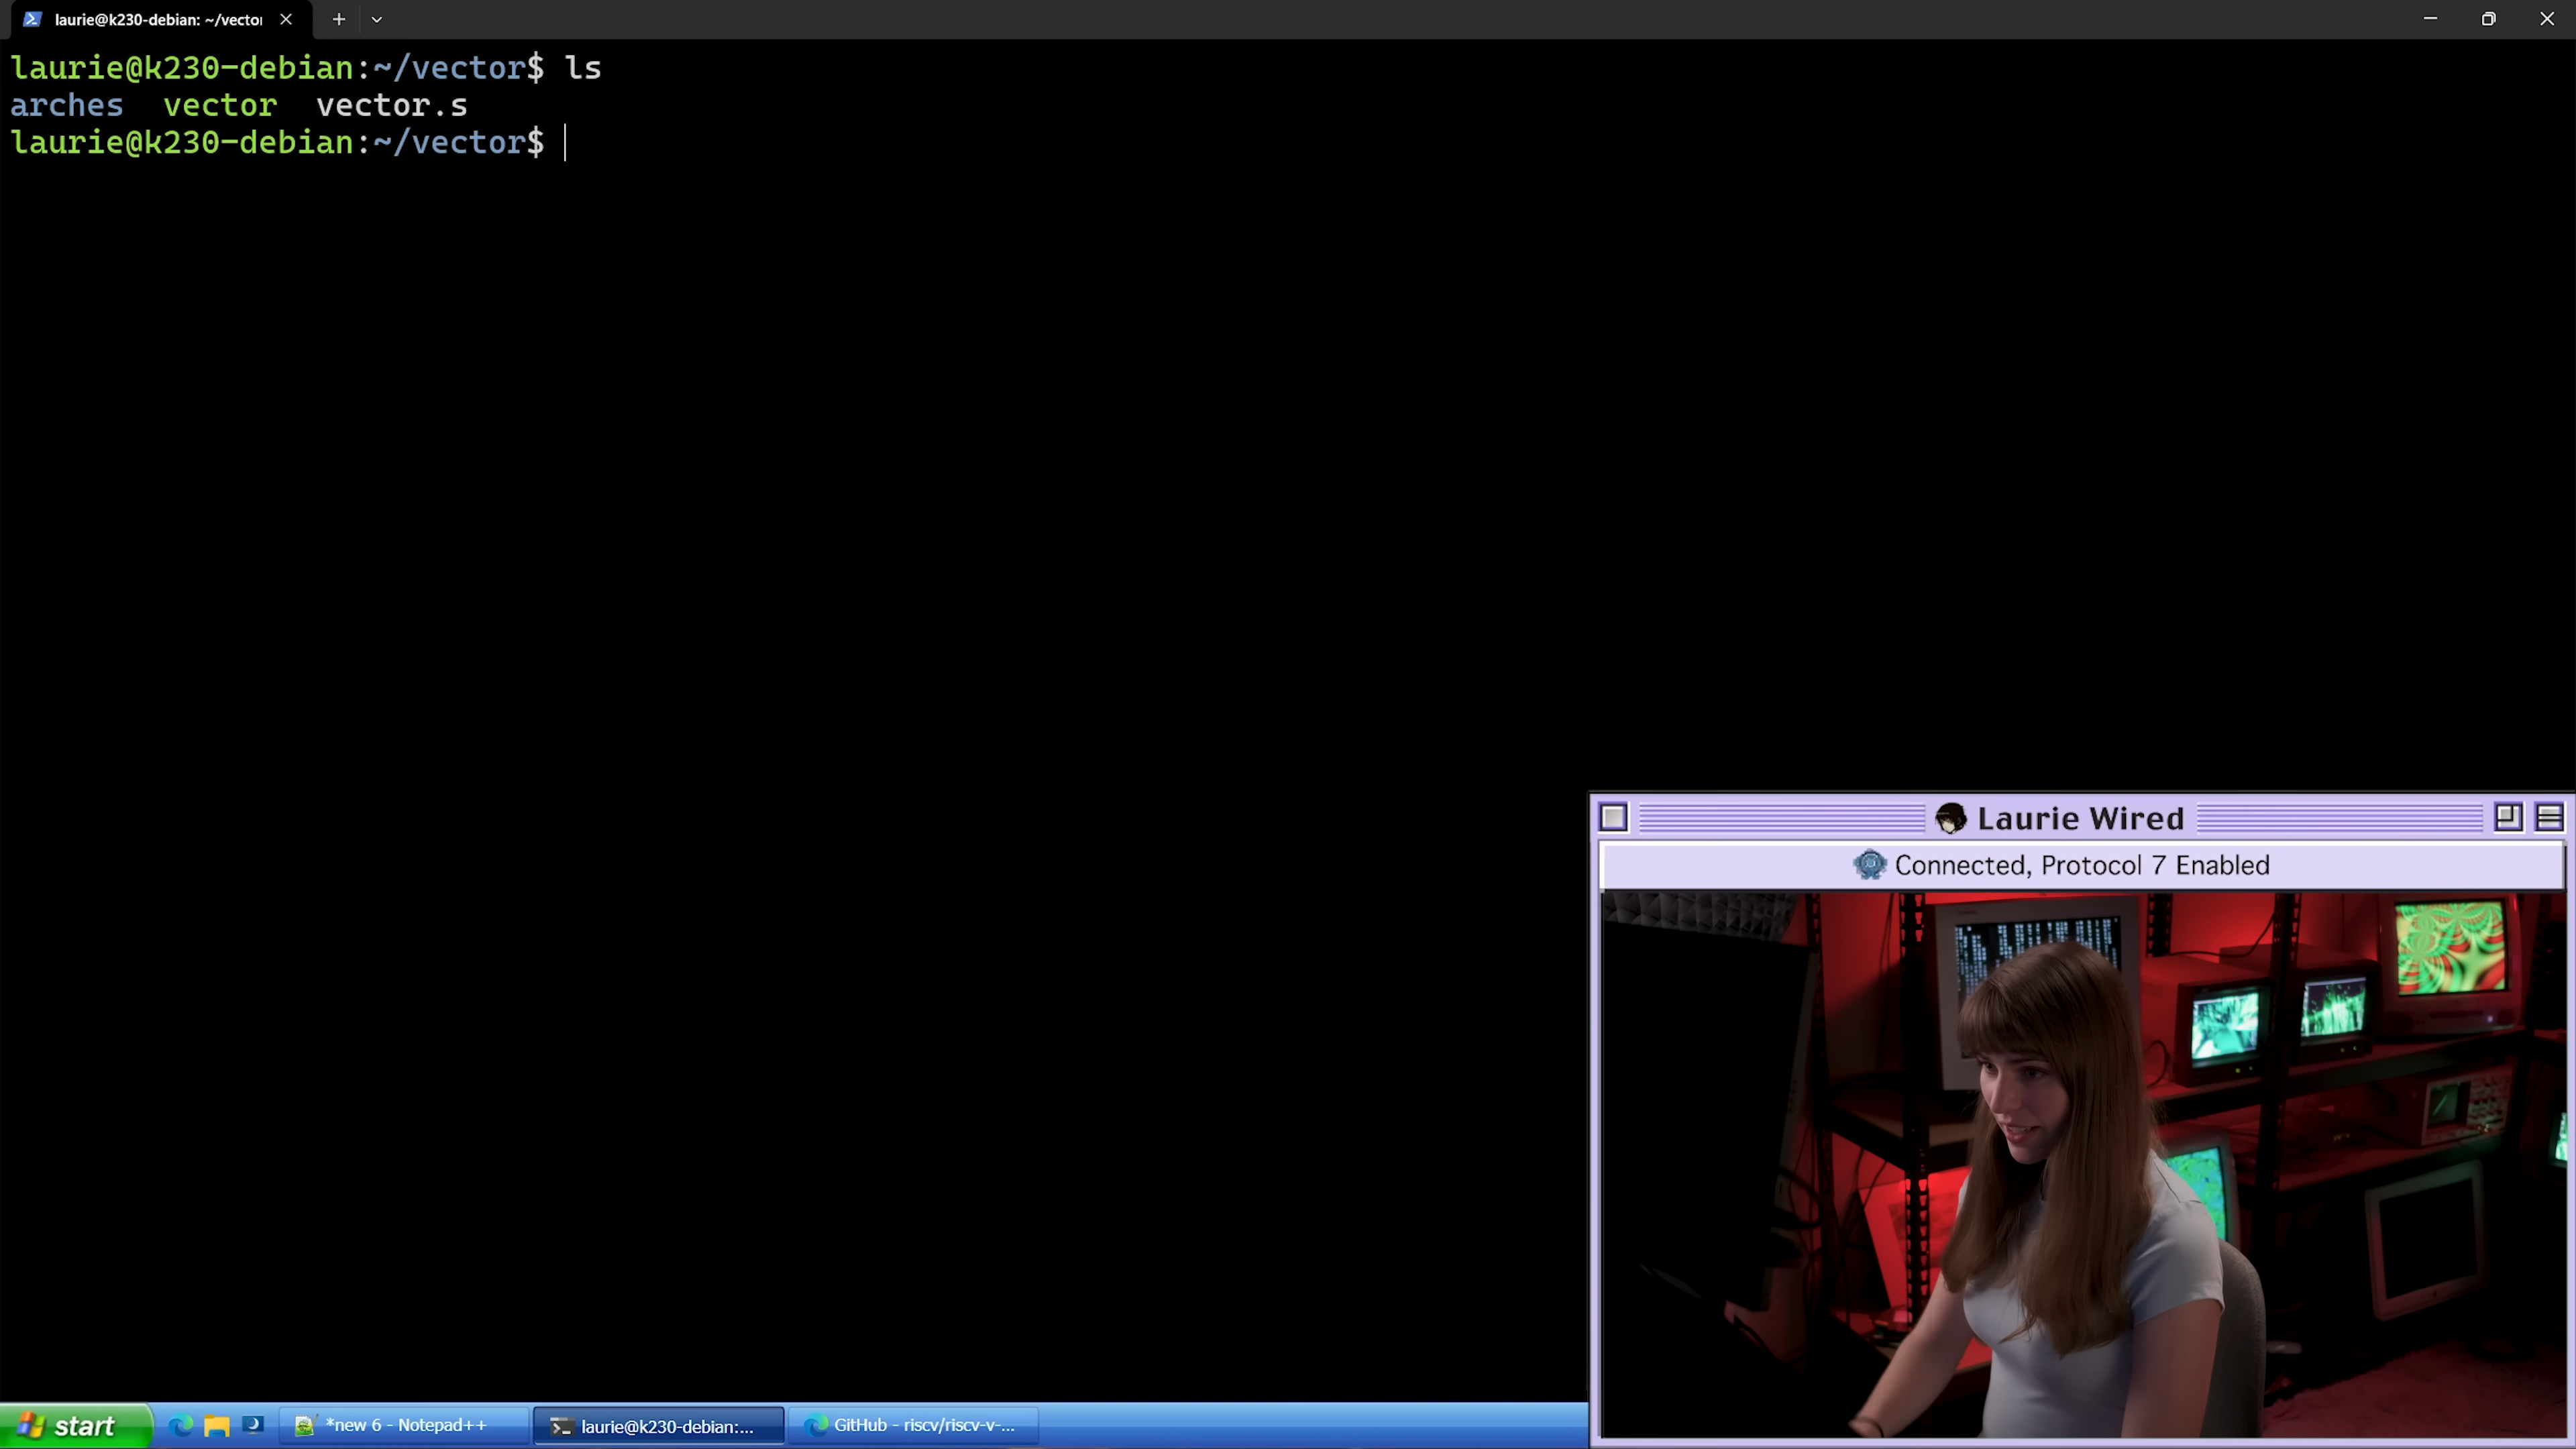 laurie@k230-debian: ~/vector
laurie@k230-debian:~/vector$ ls
arches vector vector.s
laurie@k230-debian:~/vector$
Laurie Wired
Connected, Protocol 7 Enabled
start
*new 6 - Notepad++
laurie@k230-debian:...
GitHub - riscv/riscv-v-...